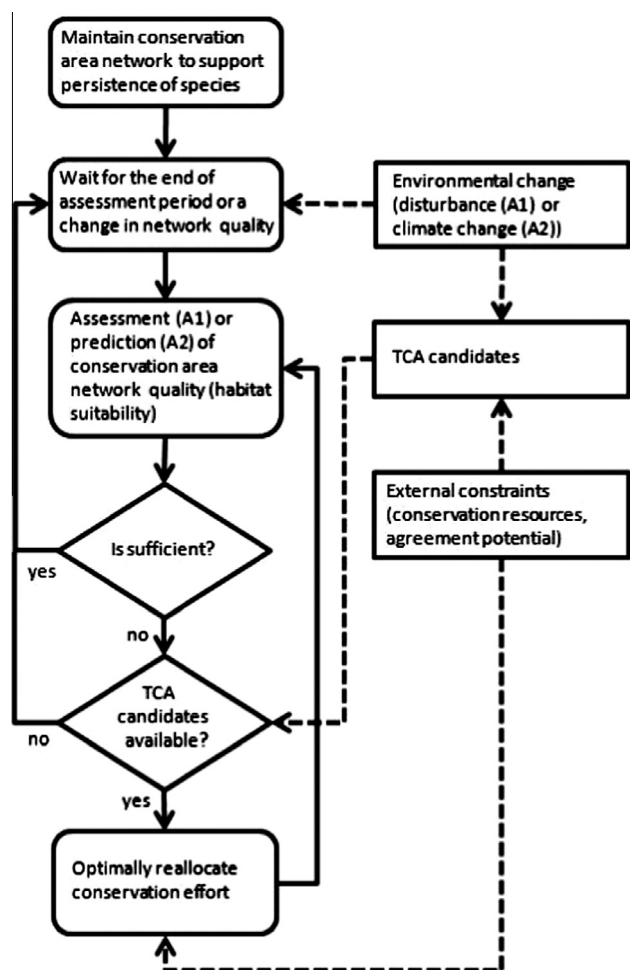 Maintain conservation
area network to support
persistence of species
Wait for the end of
assessment period or a
change in network quality
Environmental change
(disturbance (A1) or
climate change (A2))
Assessment (A1) or
prediction (A2) of
conservation area
network quality (habitat
suitability)
TCA candidates
External constraints
(conservation resources,
agreement potential)
Is sufficient?
yes
no
TCA
candidates
available?
no
yes
Optimally reallocate
conservation effort